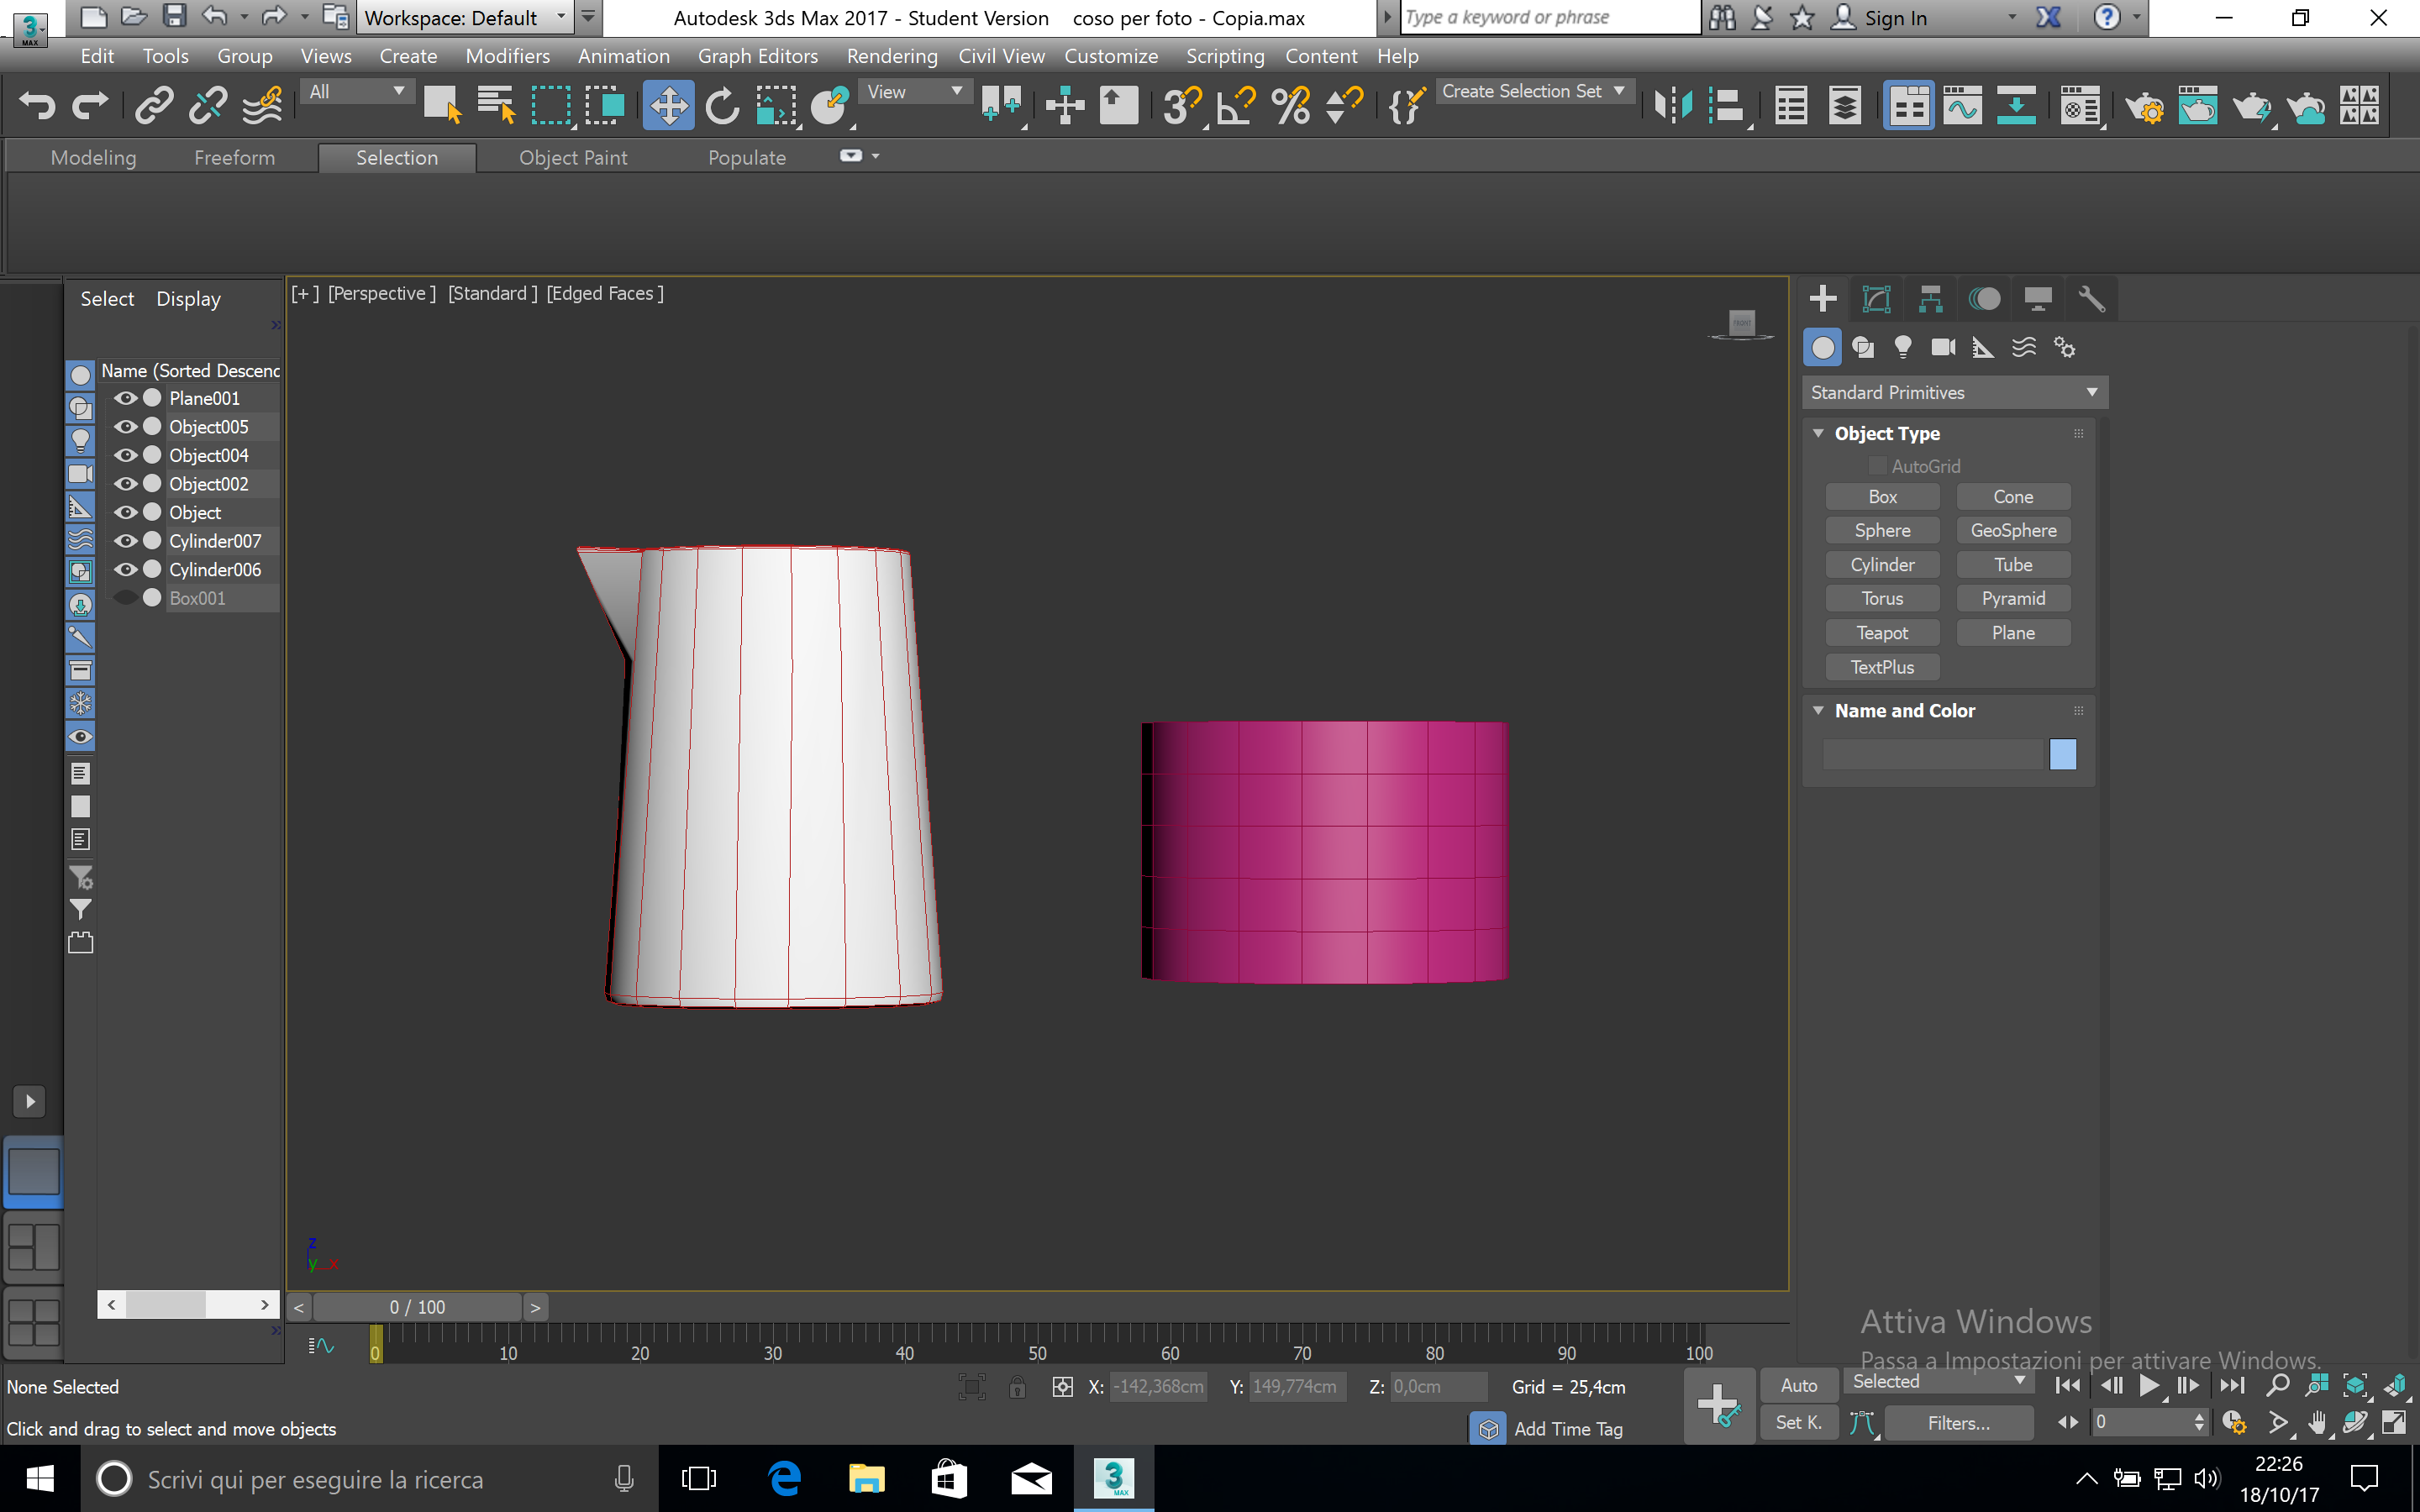 Workspace: Default
Autodesk 3ds Max 2017 - Student Version    coso per foto - Copia.max
Type a keyword or phrase
Sign In
3
MAX
Edit Tools Group Views Create Modifiers Animation Graph Editors Rendering Civil View Customize Scripting Content Help
All
View
Create Selection Set
Modeling Freeform Selection Object Paint Populate
Select Display
Name (Sorted Descenc
Plane001
Object005
Object004
Object002
Object
Cylinder007
Cylinder006
Box001
[+] [Perspective] [Standard] [Edged Faces]
FRONT
z
y x
Standard Primitives
Object Type
AutoGrid
Box Cone
Sphere GeoSphere
Cylinder Tube
Torus Pyramid
Teapot Plane
TextPlus
Name and Color
< 0 / 100 >
0 10 20 30 40 50 60 70 80 90 100
Attiva Windows
Passa a Impostazioni per attivare Windows.
None Selected
X: -142,368cm Y: 149,774cm Z: 0,0cm Grid = 25,4cm
Auto Selected
Click and drag to select and move objects
Add Time Tag
Set K. Filters... 0
Scrivi qui per eseguire la ricerca
3
MAX
22:26
18/10/17